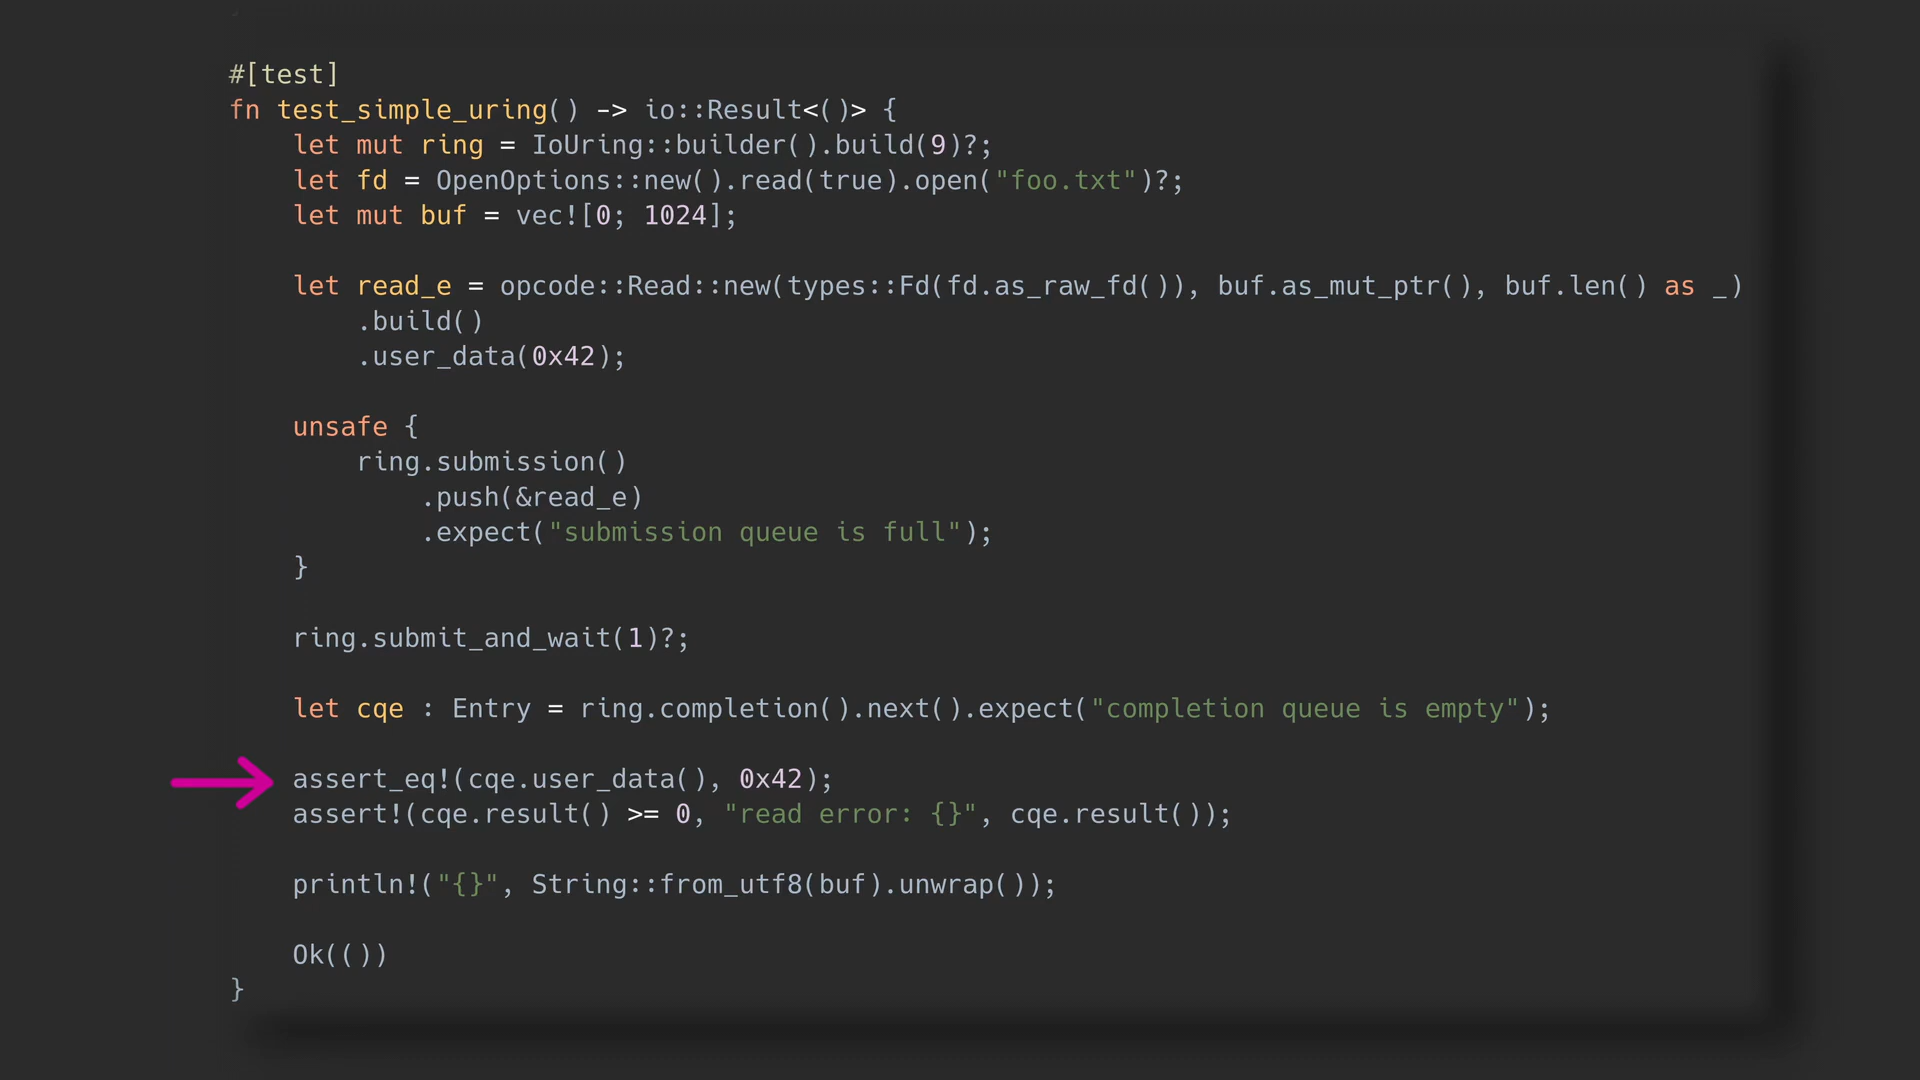 #[test]
fn test_simple_uring() -> io::Result<()> {
    let mut ring = IoUring::builder().build(9)?;
    let fd = OpenOptions::new().read(true).open("foo.txt")?;
    let mut buf = vec![0; 1024];
    let read_e = opcode::Read::new(types::Fd(fd.as_raw_fd()), buf.as_mut_ptr(), buf.len() as _)
        .build()
        .user_data(0x42);
    unsafe {
        ring.submission()
            .push(&read_e)
            .expect("submission queue is full");
    }
    ring.submit_and_wait(1)?;
    let cqe : Entry = ring.completion().next().expect("completion queue is empty");
    assert_eq!(cqe.user_data(), 0x42);
    assert!(cqe.result() >= 0, "read error: {}", cqe.result());
    println!("{}", String::from_utf8(buf).unwrap());
    Ok(())
}